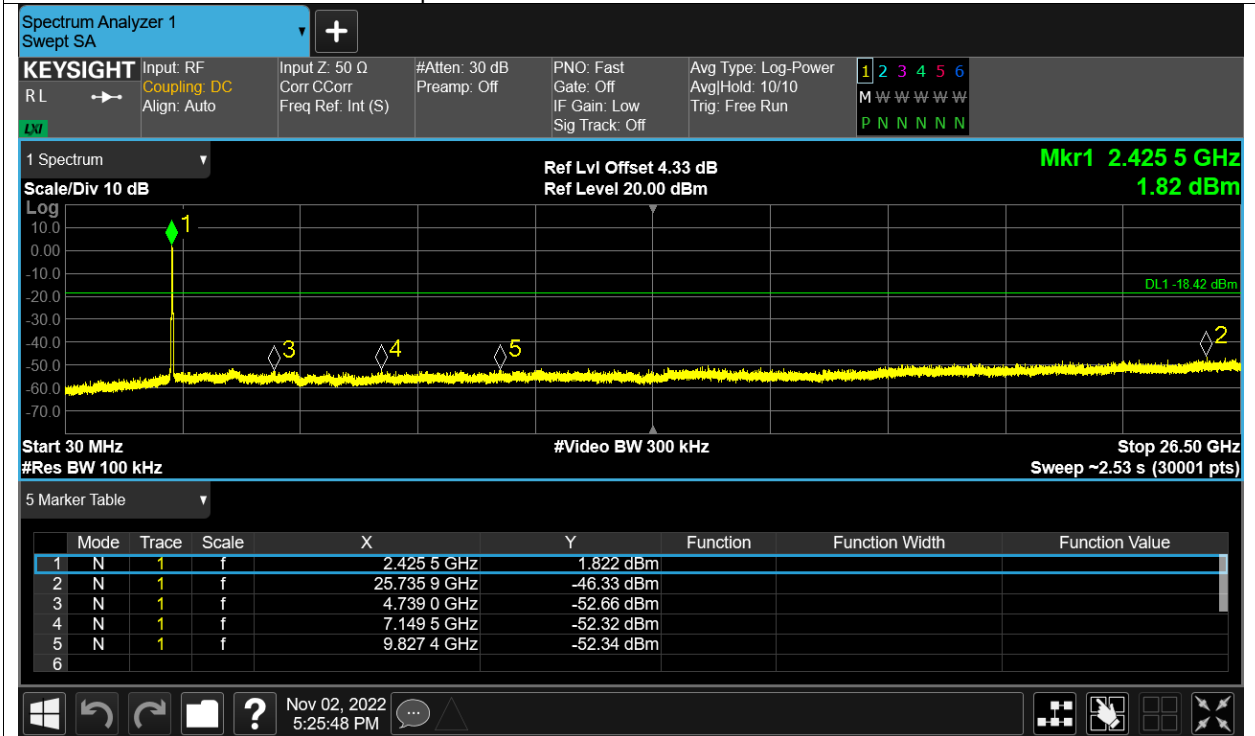 Spectrum Analyzer 1
Swept SA
+
KEYSIGHT
R L
LXI
Input: RF
Coupling: DC
Align: Auto
Input Z: 50 Ω
Corr CCorr
Freq Ref: Int (S)
#Atten: 30 dB
Preamp: Off
PNO: Fast
Gate: Off
IF Gain: Low
Sig Track: Off
Avg Type: Log-Power
Avg|Hold: 10/10
Trig: Free Run
1 2 3 4 5 6
M W W W W W
P N N N N N
1 Spectrum
Scale/Div 10 dB
Ref Lvl Offset 4.33 dB
Ref Level 20.00 dBm
Mkr1 2.425 5 GHz
1.82 dBm
Log
10.0
0.00
-10.0
-20.0
-30.0
-40.0
-50.0
-60.0
-70.0
1
DL1 -18.42 dBm
3
4
5
2
Start 30 MHz
#Res BW 100 kHz
#Video BW 300 kHz
Stop 26.50 GHz
Sweep ~2.53 s (30001 pts)
5 Marker Table
Mode Trace Scale X Y Function Function Width Function Value
1 N 1 f 2.425 5 GHz 1.822 dBm
2 N 1 f 25.735 9 GHz -46.33 dBm
3 N 1 f 4.739 0 GHz -52.66 dBm
4 N 1 f 7.149 5 GHz -52.32 dBm
5 N 1 f 9.827 4 GHz -52.34 dBm
6
?
Nov 02, 2022
5:25:48 PM